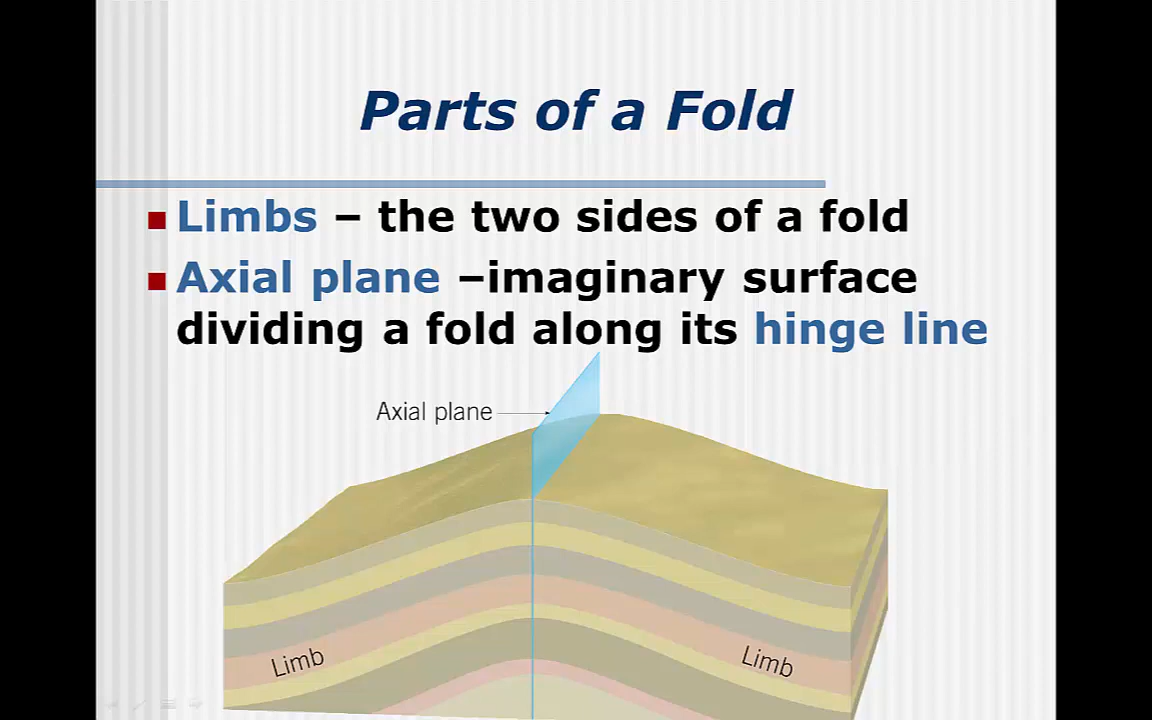 Parts of a Fold
Limbs – the two sides of a fold
Axial plane –imaginary surface
dividing a fold along its hinge line
Axial plane
Limb
Limb